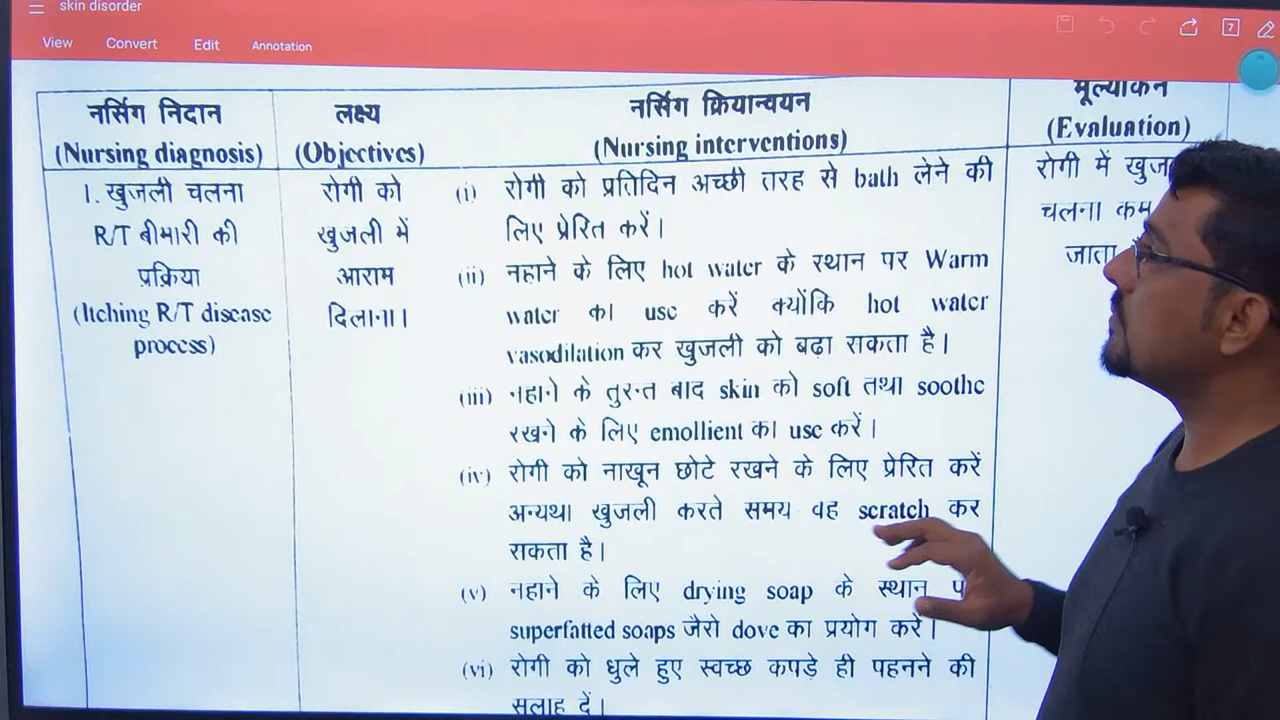 skin disorder
7
View Convert Edit Annotation
नर्सिंग निदान
(Nursing diagnosis)
लक्ष्य
(Objectives)
नर्सिंग क्रियान्वयन
(Nursing interventions)
मूल्यांकन
(Evaluation)
1. खुजली चलना
R/T बीमारी की
प्रक्रिया
(Itching R/T disease
process)
रोगी को
खुजली में
आराम
दिलाना।
(i) रोगी को प्रतिदिन अच्छी तरह से bath लेने की
लिए प्रेरित करें।
(ii) नहाने के लिए hot water के स्थान पर Warm
water का use करें क्योंकि hot water
vasodilation कर खुजली को बढ़ा सकता है।
(iii) नहाने के तुरन्त बाद skin को soft तथा soothe
रखने के लिए emollient का use करें।
(iv) रोगी को नाखून छोटे रखने के लिए प्रेरित करें
अन्यथा खुजली करते समय वह scratch कर
सकता है।
(v) नहाने के लिए drying soap के स्थान
superfatted soaps जैसे dove का प्रयोग करें।
(vi) रोगी को धुले हुए स्वच्छ कपड़े ही पहनने की
सलाह दें।
रोगी में
चलना कम
जाता